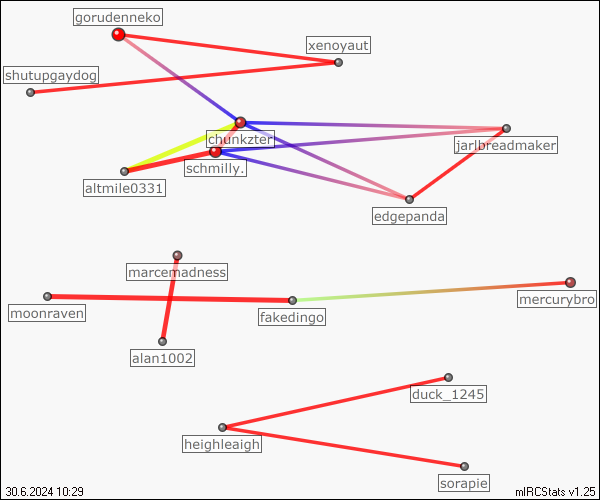 gorudenneko
xenoyaut
shutupgaydog
chunkzter
jarlbreadmaker
schmilly.
altmile0331
edgepanda
marcemadness
moonraven
fakedingo
mercurybro
alan1002
duck_1245
heighleaigh
sorapie
30.6.2024 10:29
mIRCStats v1.25